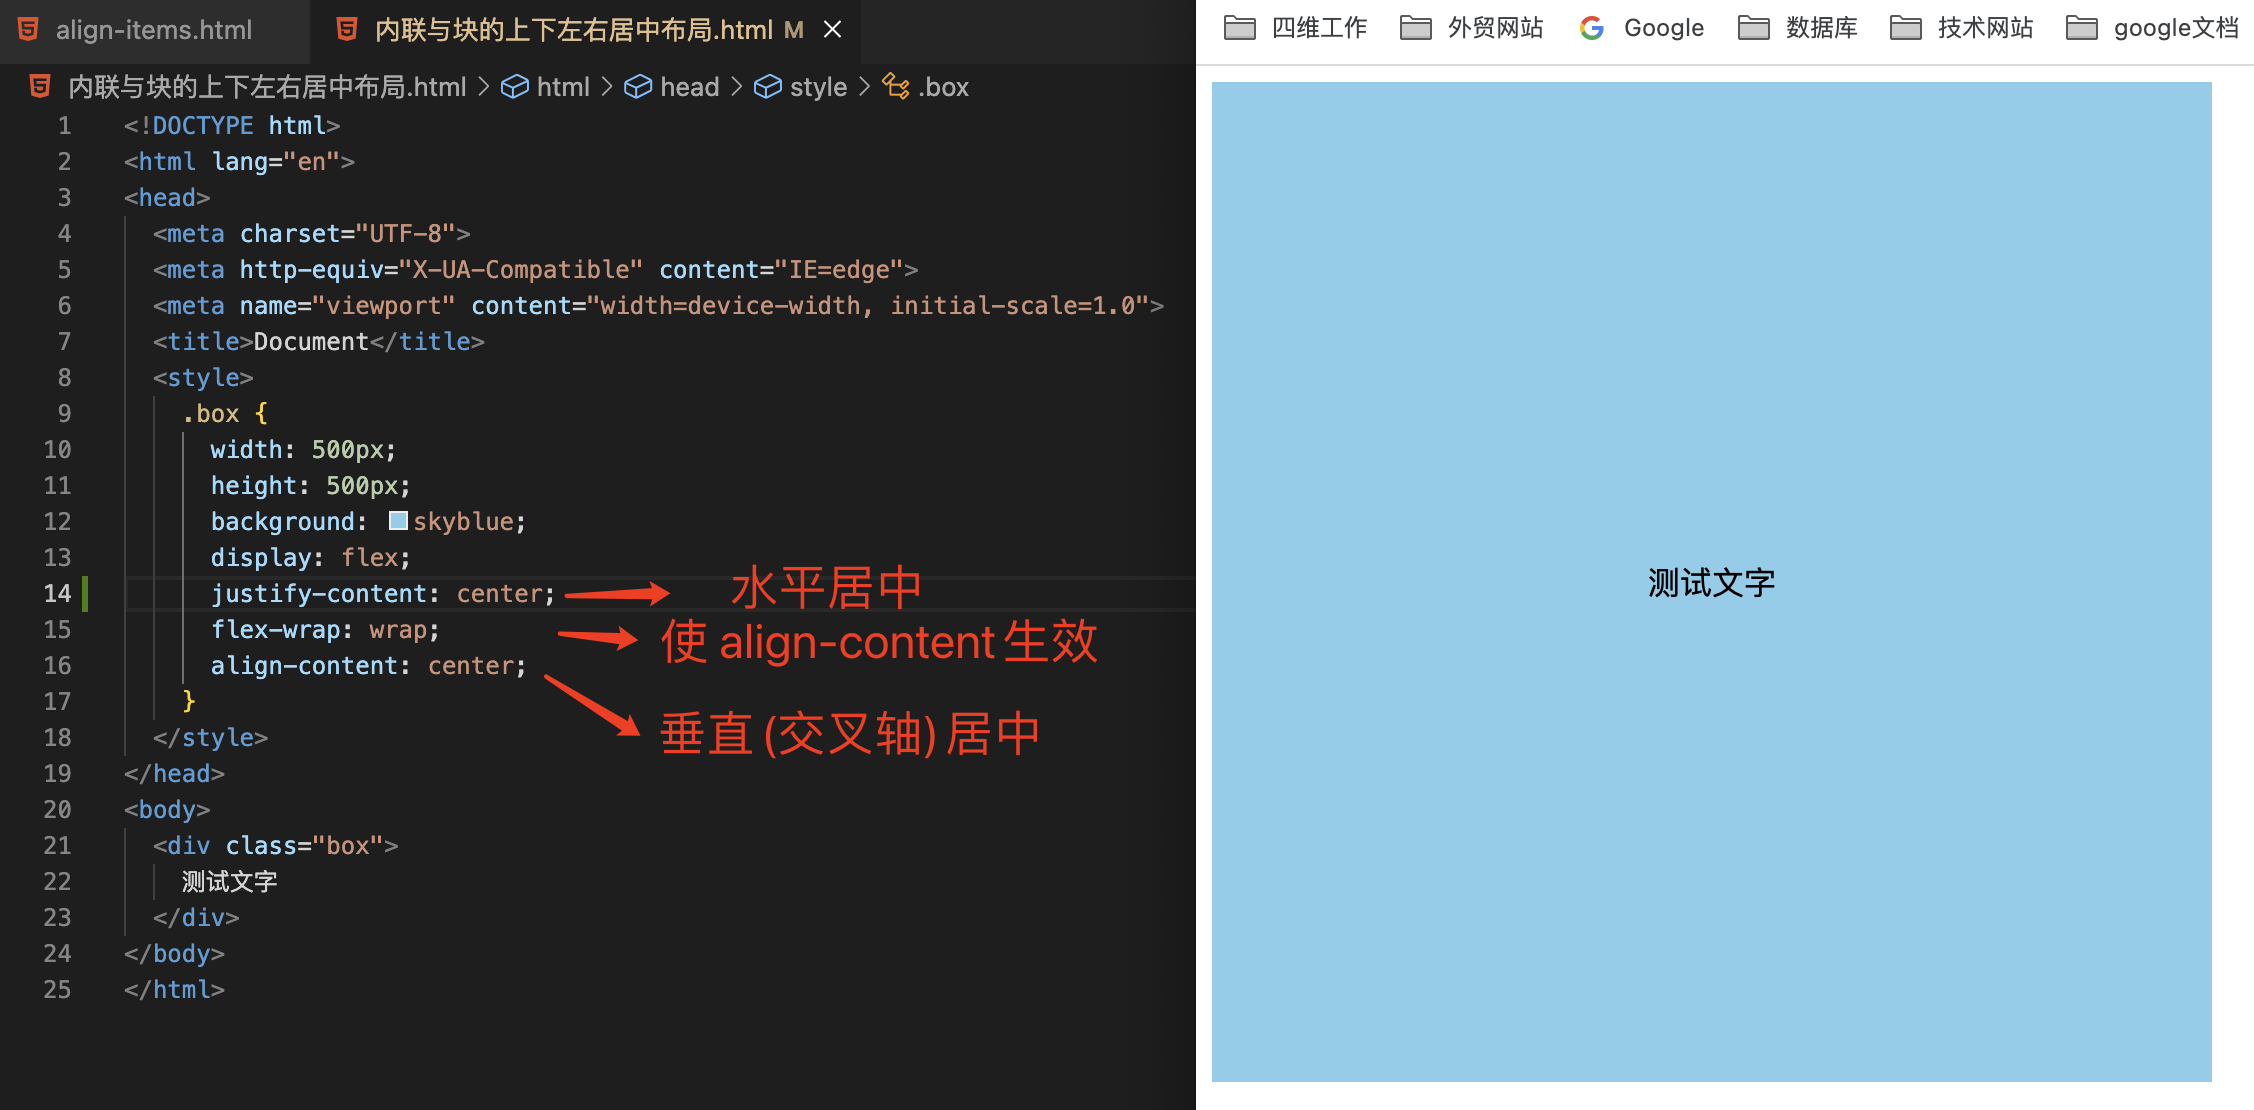 align-items.html
内联与块的上下左右居中布局.html M
内联与块的上下左右居中布局.html > html > head > style > .box
1 <!DOCTYPE html>
2 <html lang="en">
3 <head>
4 <meta charset="UTF-8">
5 <meta http-equiv="X-UA-Compatible" content="IE=edge">
6 <meta name="viewport" content="width=device-width, initial-scale=1.0">
7 <title>Document</title>
8 <style>
9 .box {
10 width: 500px;
11 height: 500px;
12 background: skyblue;
13 display: flex;
14 justify-content: center; 水平居中
15 flex-wrap: wrap; 使 align-content 生效
16 align-content: center;
17 }
垂直 (交叉轴) 居中
18 </style>
19 </head>
20 <body>
21 <div class="box">
22 测试文字
23 </div>
24 </body>
25 </html>
四维工作 外贸网站 Google 数据库 技术网站 google文档
测试文字